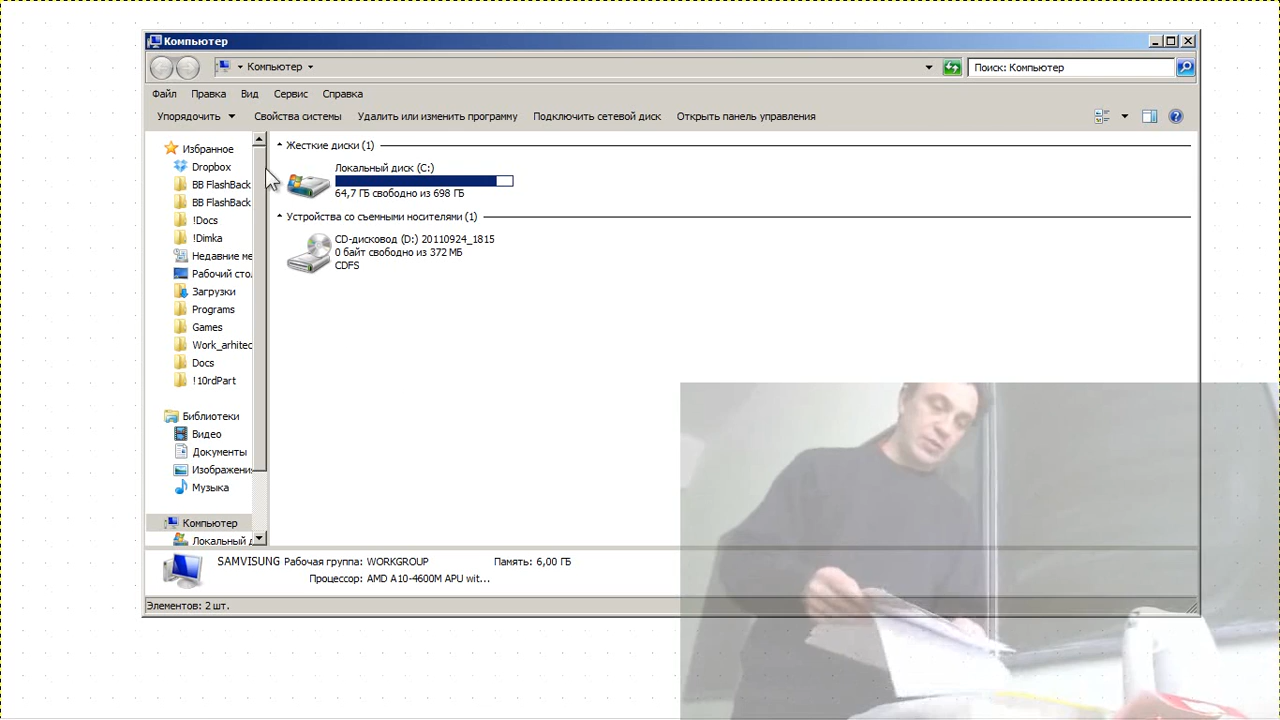 Компьютер
Компьютер
Поиск: Компьютер
Файл Правка Вид Сервис Справка
Упорядочить Свойства системы Удалить или изменить программу Подключить сетевой диск Открыть панель управления
Избранное
Dropbox
BB FlashBack
BB FlashBack
!Docs
!Dimka
Недавние ме
Рабочий сто
Загрузки
Programs
Games
Work_arhitec
Docs
!10rdPart
Библиотеки
Видео
Документы
Изображени
Музыка
Компьютер
Локальный д
Жесткие диски (1)
Локальный диск (C:)
64,7 ГБ свободно из 698 ГБ
Устройства со съемными носителями (1)
CD-дисковод (D:) 20110924_1815
0 байт свободно из 372 МБ
CDFS
SAMVISUNG Рабочая группа: WORKGROUP Память: 6,00 ГБ
Процессор: AMD A10-4600M APU wit...
Элементов: 2 шт.